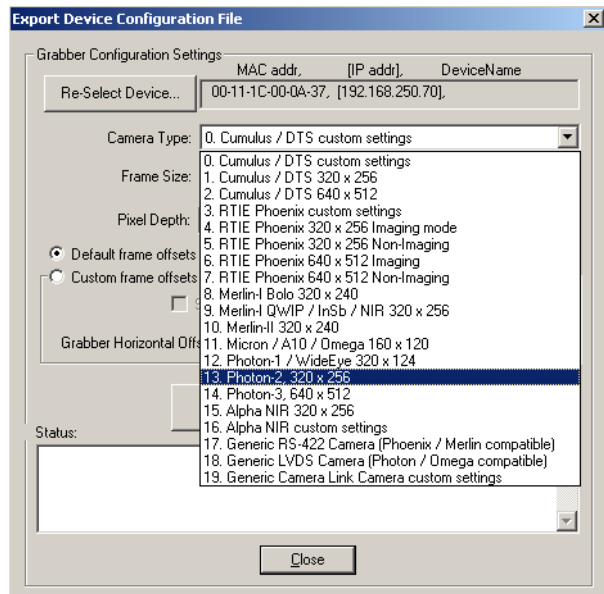 Export Device Configuration File
Grabber Configuration Settings
MAC addr, [IP addr], DeviceName
Re-Select Device... 00-11-1C-00-0A-37, [192.168.250.70],
Camera Type: 0. Cumulus / DTS custom settings
0. Cumulus / DTS custom settings
Frame Size: 1. Cumulus / DTS 320 x 256
2. Cumulus / DTS 640 x 512
3. RTIE Phoenix custom settings
Pixel Depth: 4. RTIE Phoenix 320 x 256 Imaging mode
5. RTIE Phoenix 320 x 256 Non-Imaging
Default frame offsets 6. RTIE Phoenix 640 x 512 Imaging
Custom frame offsets 7. RTIE Phoenix 640 x 512 Non-Imaging
8. Merlin-I Bolo 320 x 240
9. Merlin-I QWIP / InSb / NIR 320 x 256
10. Merlin-II 320 x 240
Grabber Horizontal Offs 11. Micron / A10 / Omega 160 x 120
12. Photon-1 / WideEye 320 x 124
13. Photon-2, 320 x 256
14. Photon-3, 640 x 512
15. Alpha NIR 320 x 256
Status: 16. Alpha NIR custom settings
17. Generic RS-422 Camera (Phoenix / Merlin compatible)
18. Generic LVDS Camera (Photon / Omega compatible)
19. Generic Camera Link Camera custom settings
Close